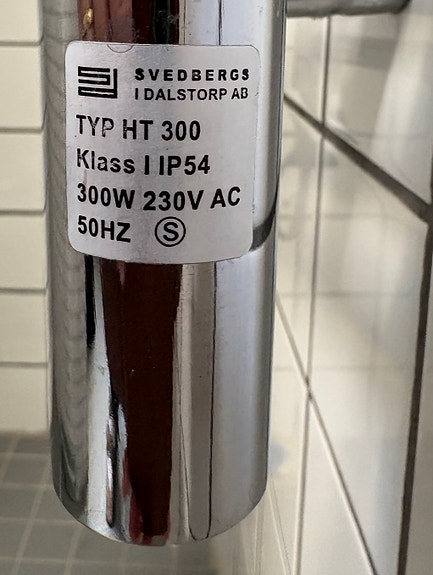 SVEDBERGS
I DALSTORP AB
TYP HT 300
Klass I IP54
300W 230V AC
50HZ Ⓢ